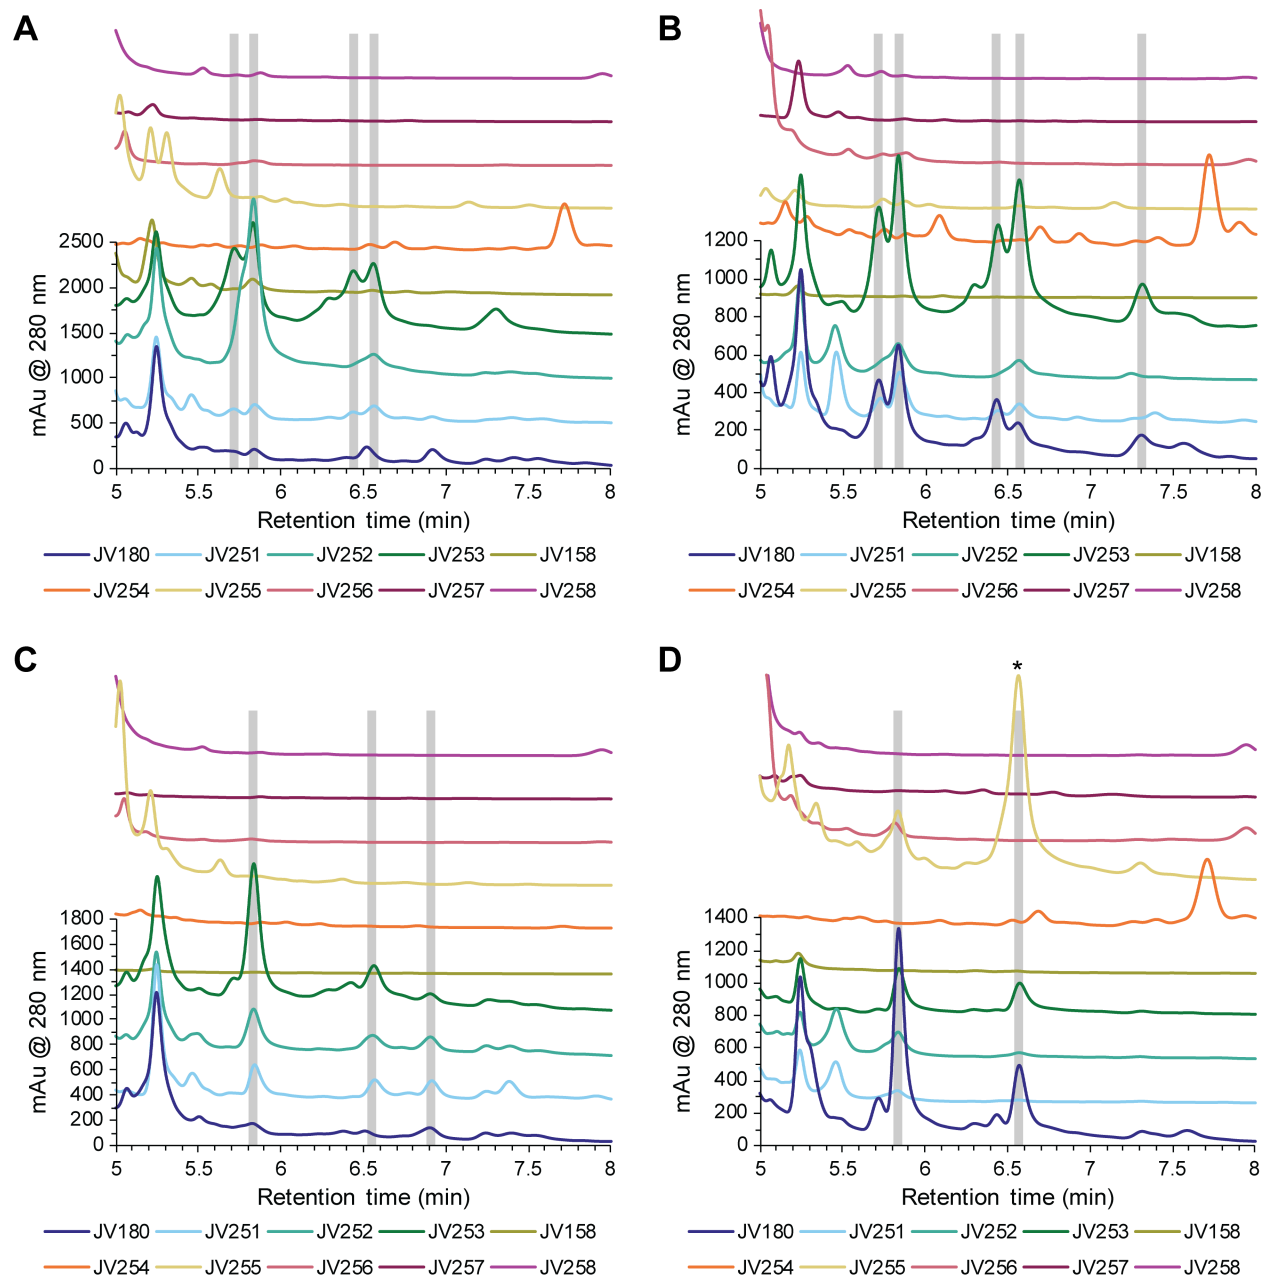 A
mAu @ 280 nm
2500
2000
1500
1000
500
0
5 5.5 6 6.5 7 7.5 8
Retention time (min)
JV180 JV251 JV252 JV253 JV158
JV254 JV255 JV256 JV257 JV258
B
mAu @ 280 nm
1200
1000
800
600
400
200
0
5 5.5 6 6.5 7 7.5 8
Retention time (min)
JV180 JV251 JV252 JV253 JV158
JV254 JV255 JV256 JV257 JV258
C
mAu @ 280 nm
1800
1600
1400
1200
1000
800
600
400
200
0
5 5.5 6 6.5 7 7.5 8
Retention time (min)
JV180 JV251 JV252 JV253 JV158
JV254 JV255 JV256 JV257 JV258
D
*
mAu @ 280 nm
1400
1200
1000
800
600
400
200
0
5 5.5 6 6.5 7 7.5 8
Retention time (min)
JV180 JV251 JV252 JV253 JV158
JV254 JV255 JV256 JV257 JV258